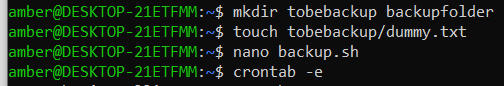 amber@DESKTOP-21ETFMM:~$ mkdir tobebackup backupfolder
amber@DESKTOP-21ETFMM:~$ touch tobebackup/dummy.txt
amber@DESKTOP-21ETFMM:~$ nano backup.sh
amber@DESKTOP-21ETFMM:~$ crontab -e